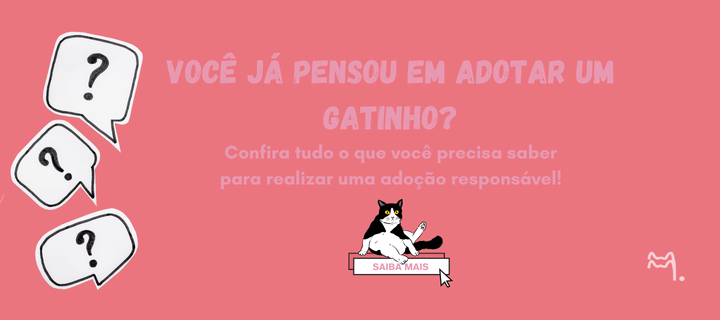 ?
?
?
VOCÊ JÁ PENSOU EM ADOTAR UM
GATINHO?
Confira tudo o que você precisa saber
para realizar uma adoção responsável!
SAIBA MAIS